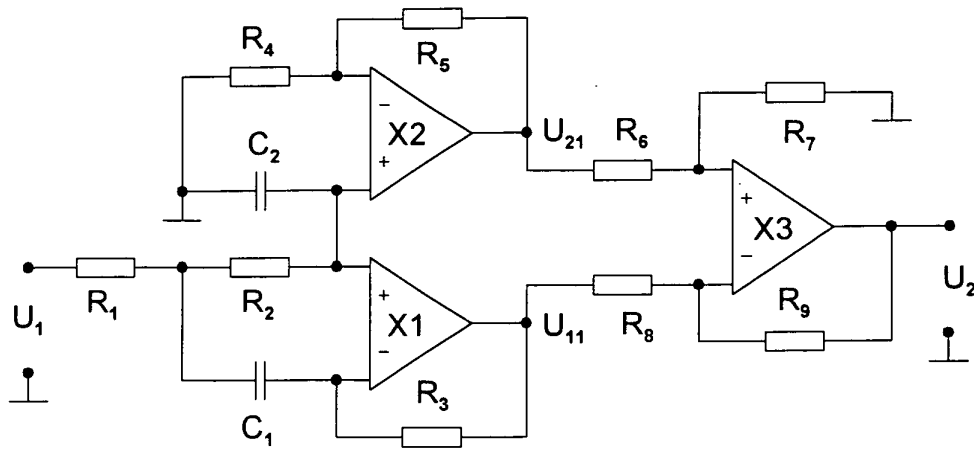 R₄
R₅
−
X2
+
C₂
U₂₁
R₆
R₇
+
X3
−
R₁
R₂
+
X1
−
U₁
U₁₁
R₈
R₉
U₂
C₁
R₃